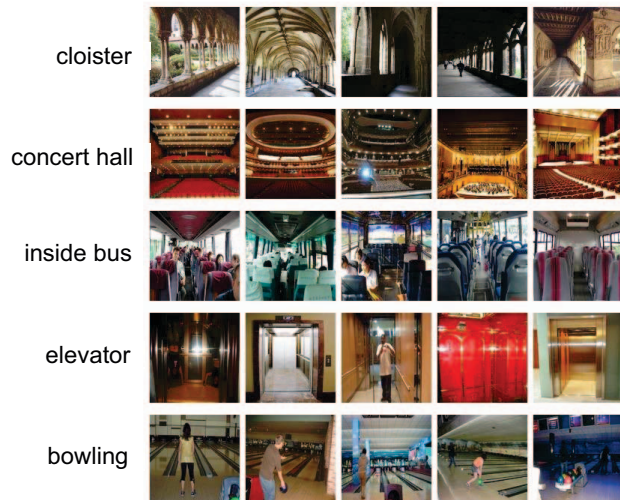 cloister
concert hall
inside bus
elevator
bowling